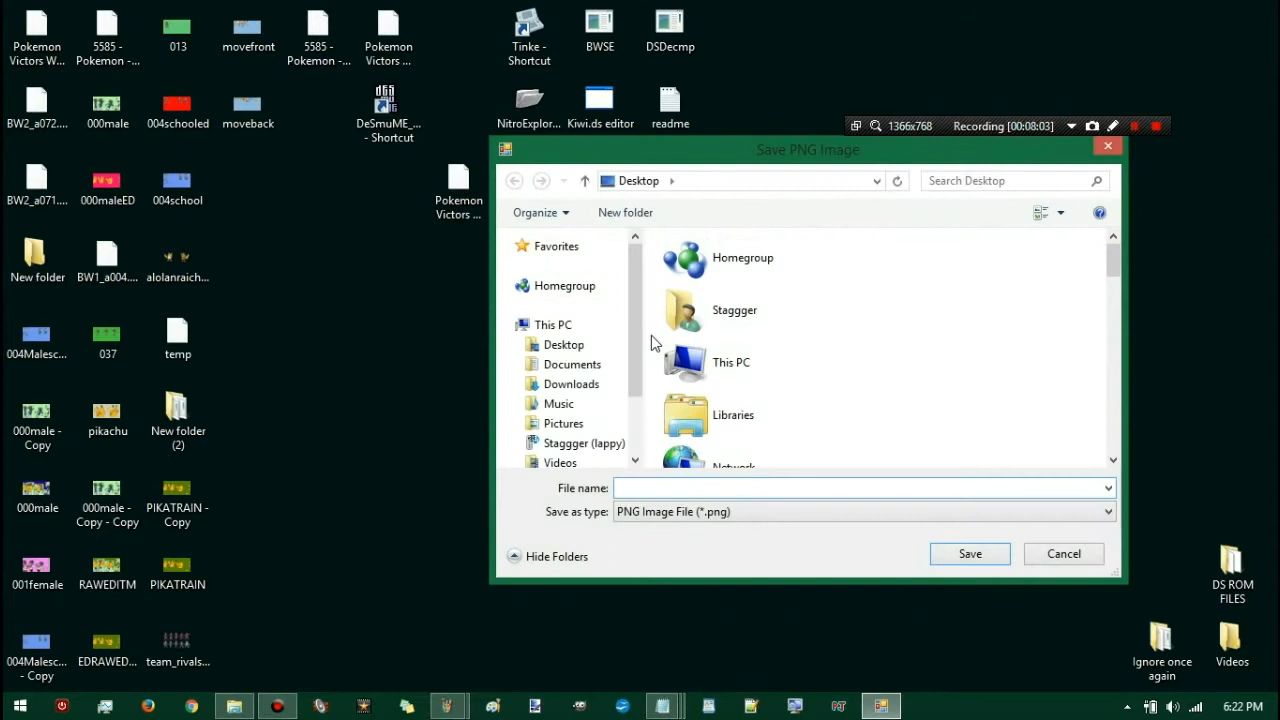 Pokemon
Victors W...
5585 -
Pokemon -...
013
movefront
5585 -
Pokemon -...
Pokemon
Victors ...
Tinke -
Shortcut
BWSE
DSDecmp
BW2_a072....
000male
004schooled
moveback
DeSmuME_...
- Shortcut
NitroExplor...
Kiwi.ds editor
readme
1366x768
Recording [00:08:03]
Save PNG Image
BW2_a071....
000maleED
004school
Pokemon
Victors ...
Desktop
Search Desktop
Organize
New folder
New folder
BW1_a004....
alolanraich...
Favorites
Homegroup
This PC
Desktop
Documents
Downloads
Music
Pictures
Staggger (lappy)
Videos
Homegroup
Staggger
This PC
Libraries
Network
004Malesc...
037
temp
000male -
Copy
pikachu
New folder
(2)
File name:
Save as type:
PNG Image File (*.png)
Hide Folders
Save
Cancel
000male
000male -
Copy - Copy
PIKATRAIN -
Copy
001female
RAWEDITM
PIKATRAIN
DS ROM
FILES
004Malesc...
- Copy
EDRAWED...
team_rivals...
Ignore once
again
Videos
6:22 PM